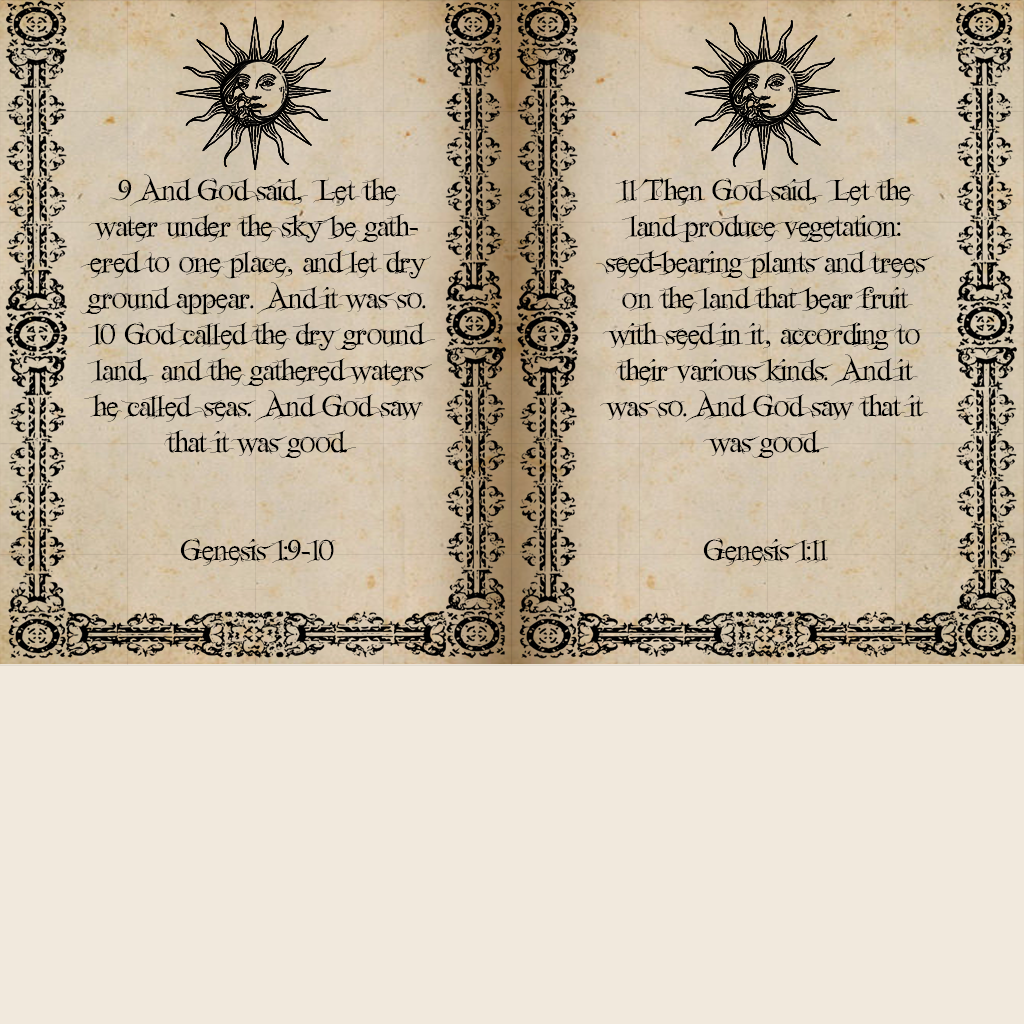 9 And God said, Let the
water under the sky be gath-
ered to one place, and let dry
ground appear. And it was so.
10 God called the dry ground
land, and the gathered waters
he called seas. And God saw
that it was good.
Genesis 1:9-10
11 Then God said, Let the
land produce vegetation:
seed-bearing plants and trees
on the land that bear fruit
with seed in it, according to
their various kinds. And it
was so. And God saw that it
was good.
Genesis 1:11